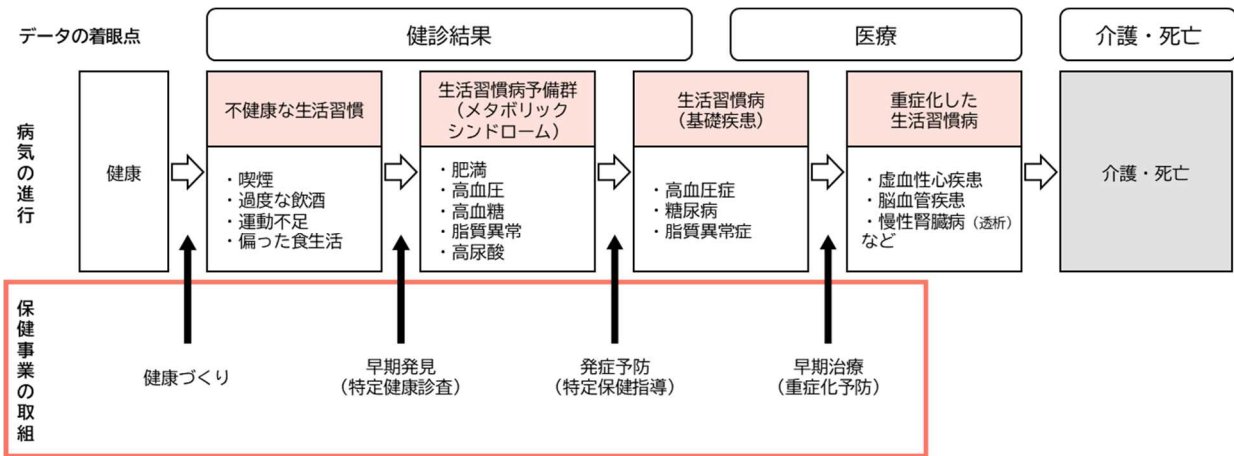 データの着眼点
健診結果
医療
介護・死亡
病気の進行
健康
不健康な生活習慣
・喫煙
・過度な飲酒
・運動不足
・偏った食生活
生活習慣病予備群
（メタボリック
シンドローム）
・肥満
・高血圧
・高血糖
・脂質異常
・高尿酸
生活習慣病
（基礎疾患）
・高血圧症
・糖尿病
・脂質異常症
重症化した
生活習慣病
・虚血性心疾患
・脳血管疾患
・慢性腎臓病（透析）
など
介護・死亡
保健事業の取組
健康づくり
早期発見
（特定健康診査）
発症予防
（特定保健指導）
早期治療
（重症化予防）